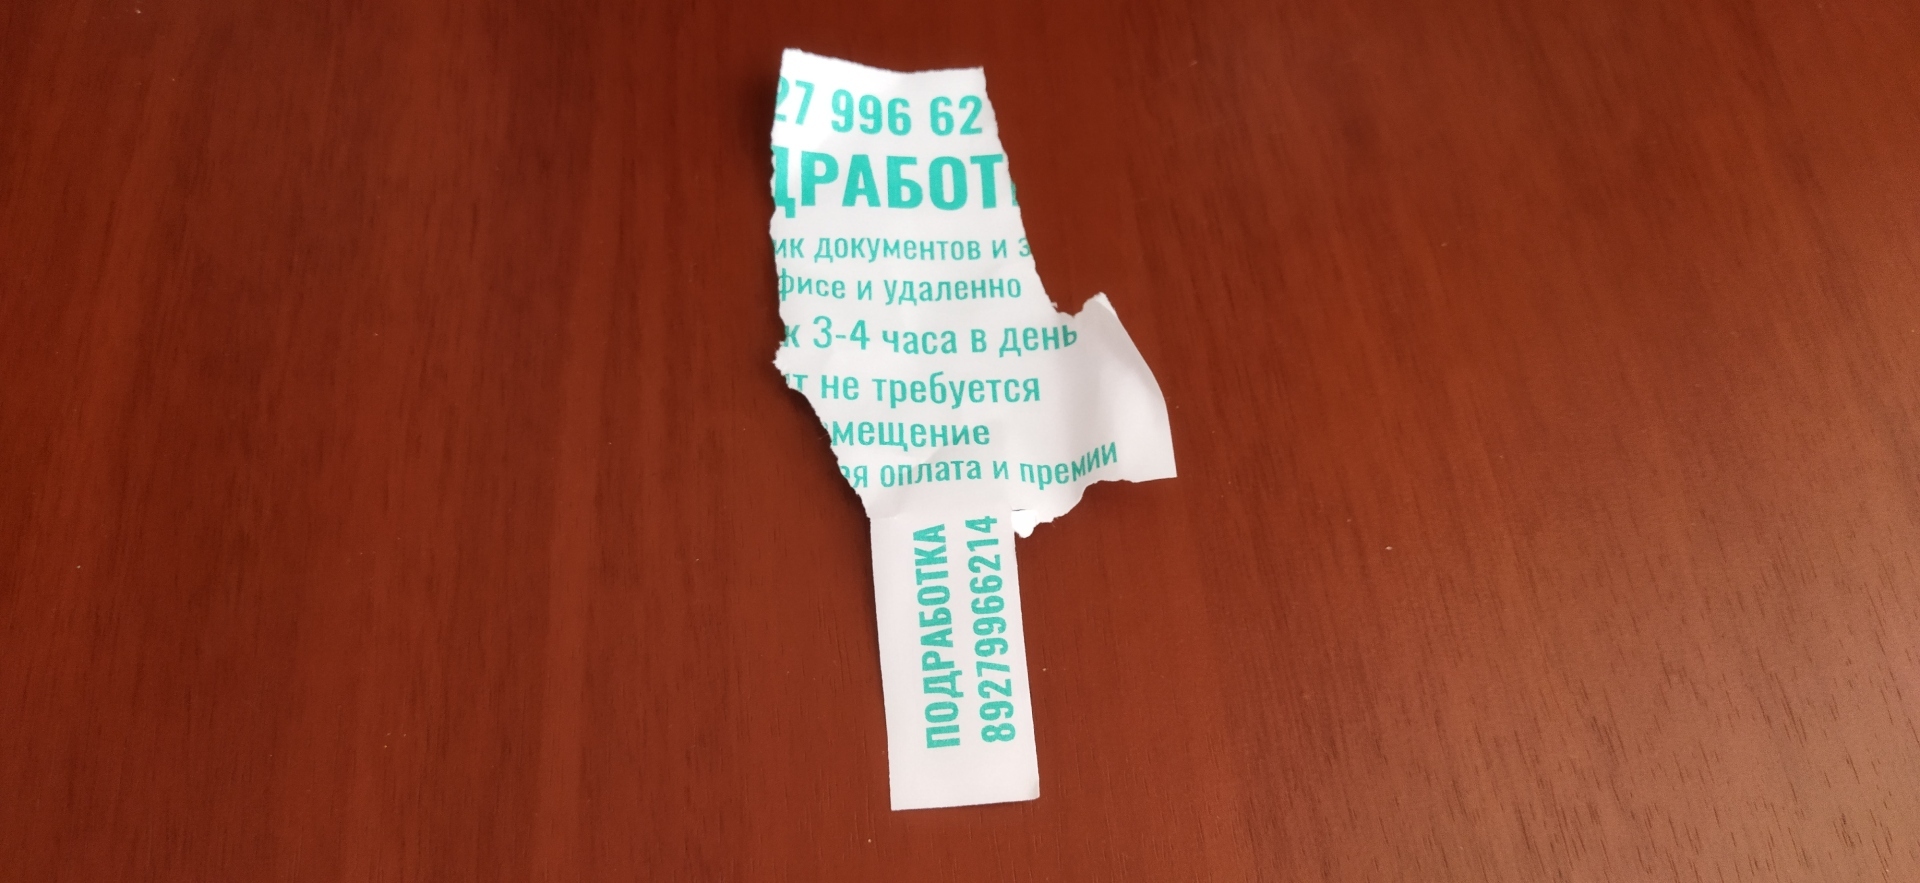 27 996 62
ДРАБОТ
ик документов и з
фисе и удаленно
к 3-4 часа в день
т не требуется
мещение
ая оплата и премии
ПОДРАБОТКА
89279966214